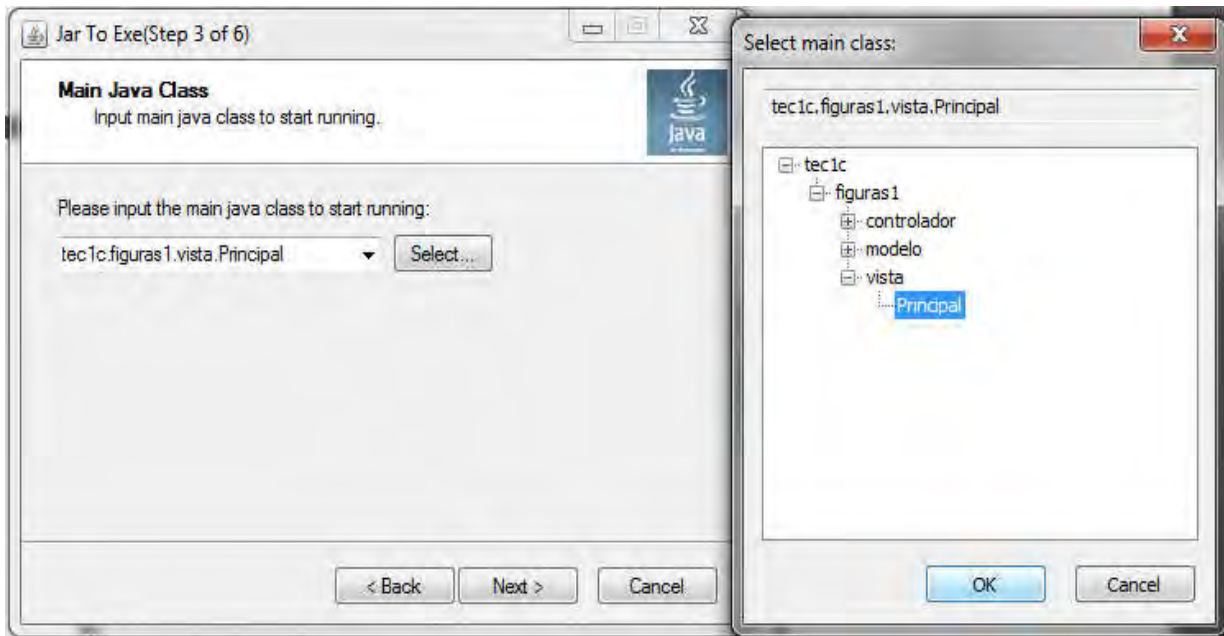 Jar To Exe(Step 3 of 6)
Main Java Class
Input main java class to start running.
Java
Please input the main java class to start running:
tec1c.figuras1.vista.Principal
Select...
< Back
Next >
Cancel
Select main class:
tec1c.figuras1.vista.Principal
tec1c
figuras1
controlador
modelo
vista
Principal
OK
Cancel